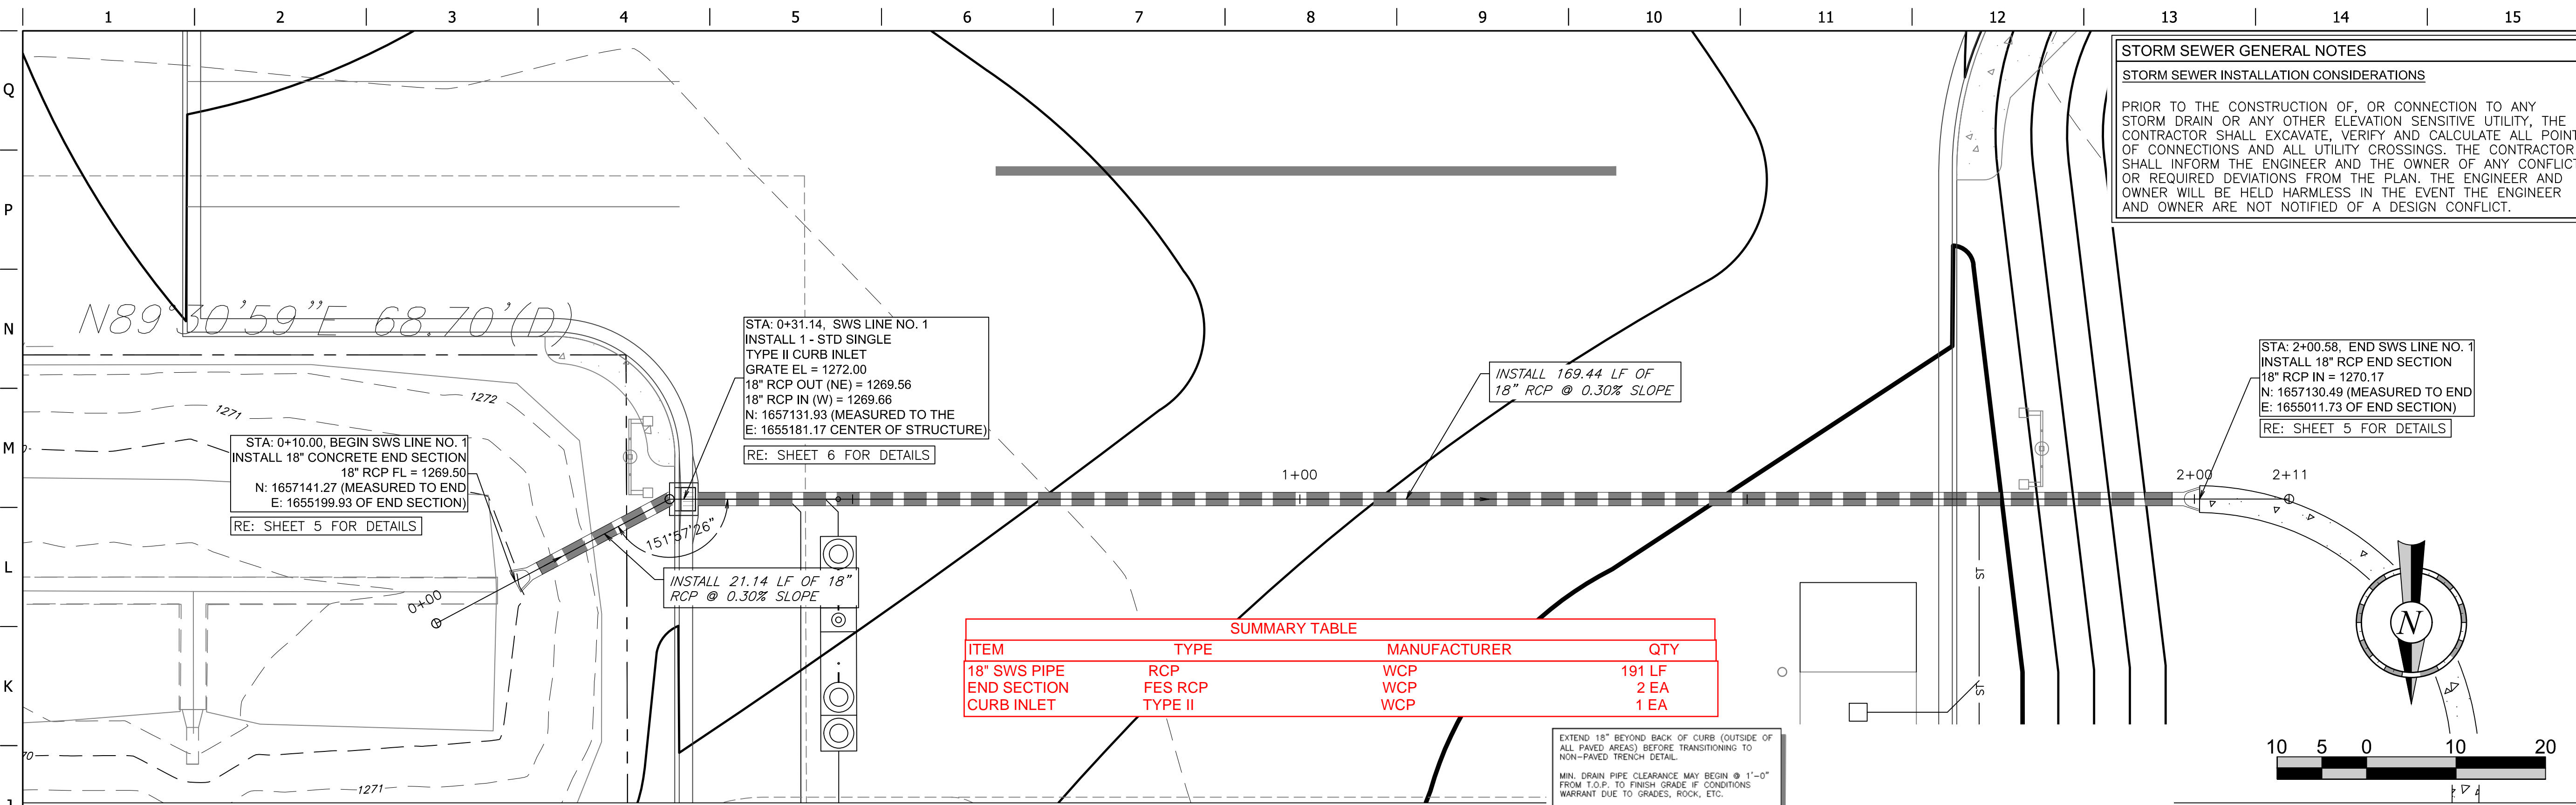 1 2 3 4 5 6 7 8 9 10 11 12 13 14 15
Q
P
N
M
L
K
STORM SEWER GENERAL NOTES
STORM SEWER INSTALLATION CONSIDERATIONS
PRIOR TO THE CONSTRUCTION OF, OR CONNECTION TO ANY
STORM DRAIN OR ANY OTHER ELEVATION SENSITIVE UTILITY, THE
CONTRACTOR SHALL EXCAVATE, VERIFY AND CALCULATE ALL POINT
OF CONNECTIONS AND ALL UTILITY CROSSINGS. THE CONTRACTOR
SHALL INFORM THE ENGINEER AND THE OWNER OF ANY CONFLICT
OR REQUIRED DEVIATIONS FROM THE PLAN. THE ENGINEER AND
OWNER WILL BE HELD HARMLESS IN THE EVENT THE ENGINEER
AND OWNER ARE NOT NOTIFIED OF A DESIGN CONFLICT.
N89°30'59"E 68.70'(D)
1271
1272
STA: 0+10.00, BEGIN SWS LINE NO. 1
INSTALL 18" CONCRETE END SECTION
18" RCP FL = 1269.50
N: 1657141.27 (MEASURED TO END
E: 1655199.93 OF END SECTION)
RE: SHEET 5 FOR DETAILS
STA: 0+31.14, SWS LINE NO. 1
INSTALL 1 - STD SINGLE
TYPE II CURB INLET
GRATE EL = 1272.00
18" RCP OUT (NE) = 1269.56
18" RCP IN (W) = 1269.66
N: 1657131.93 (MEASURED TO THE
E: 1655181.17 CENTER OF STRUCTURE)
RE: SHEET 6 FOR DETAILS
INSTALL 169.44 LF OF
18" RCP @ 0.30% SLOPE
STA: 2+00.58, END SWS LINE NO. 1
INSTALL 18" RCP END SECTION
18" RCP IN = 1270.17
N: 1657130.49 (MEASURED TO END
E: 1655011.73 OF END SECTION)
RE: SHEET 5 FOR DETAILS
1+00
2+00
2+11
151°57'26"
INSTALL 21.14 LF OF 18"
RCP @ 0.30% SLOPE
0+00
ST
ST
N
SUMMARY TABLE
ITEM TYPE MANUFACTURER QTY
18" SWS PIPE RCP WCP 191 LF
END SECTION FES RCP WCP 2 EA
CURB INLET TYPE II WCP 1 EA
EXTEND 18" BEYOND BACK OF CURB (OUTSIDE OF
ALL PAVED AREAS) BEFORE TRANSITIONING TO
NON-PAVED TRENCH DETAIL.
MIN. DRAIN PIPE CLEARANCE MAY BEGIN @ 1'-0"
FROM T.O.P. TO FINISH GRADE IF CONDITIONS
WARRANT DUE TO GRADES, ROCK, ETC.
10 5 0 10 20
70
1271